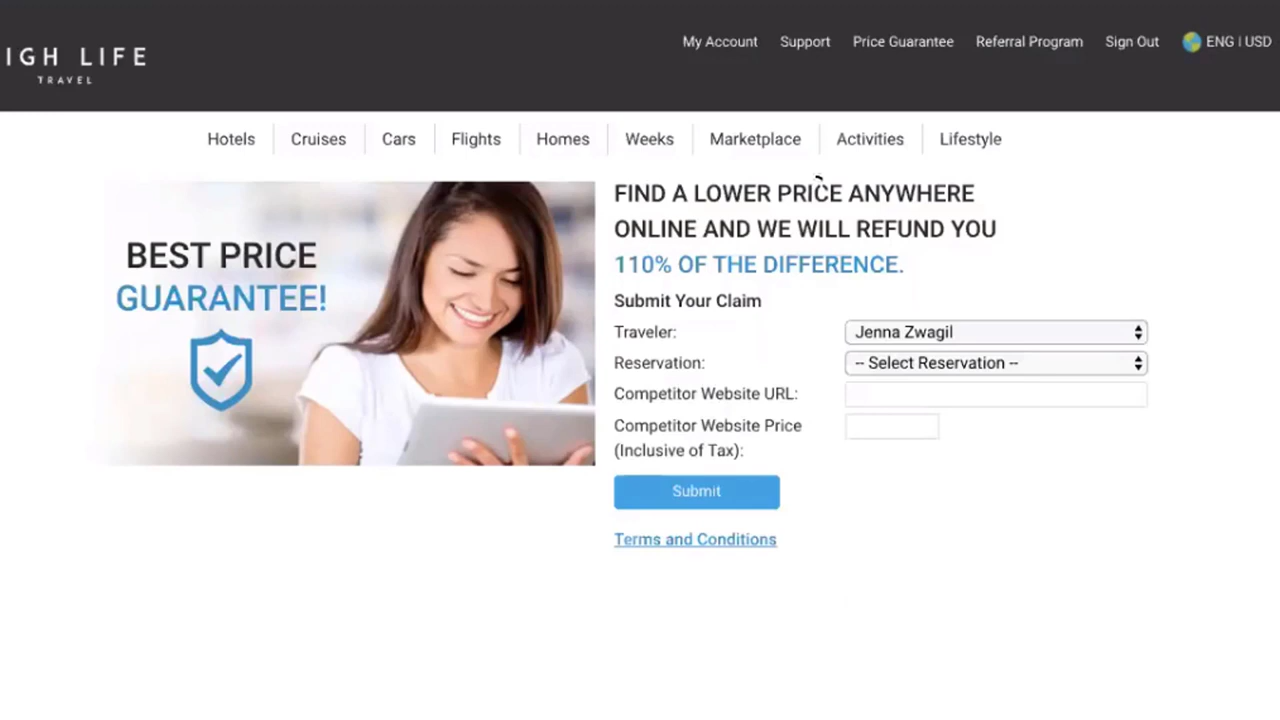 IGH LIFE
TRAVEL
My Account Support Price Guarantee Referral Program Sign Out ENG | USD
Hotels Cruises Cars Flights Homes Weeks Marketplace Activities Lifestyle
BEST PRICE
GUARANTEE!
FIND A LOWER PRICE ANYWHERE
ONLINE AND WE WILL REFUND YOU
110% OF THE DIFFERENCE.
Submit Your Claim
Traveler: Jenna Zwagil
Reservation: -- Select Reservation --
Competitor Website URL:
Competitor Website Price
(Inclusive of Tax):
Submit
Terms and Conditions